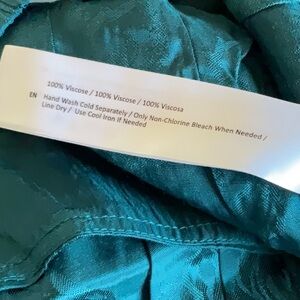 100% Viscose / 100% Viscose / 100% Viscosa
EN Hand Wash Cold Separately / Only Non-Chlorine Bleach When Needed /
Line Dry / Use Cool Iron If Needed